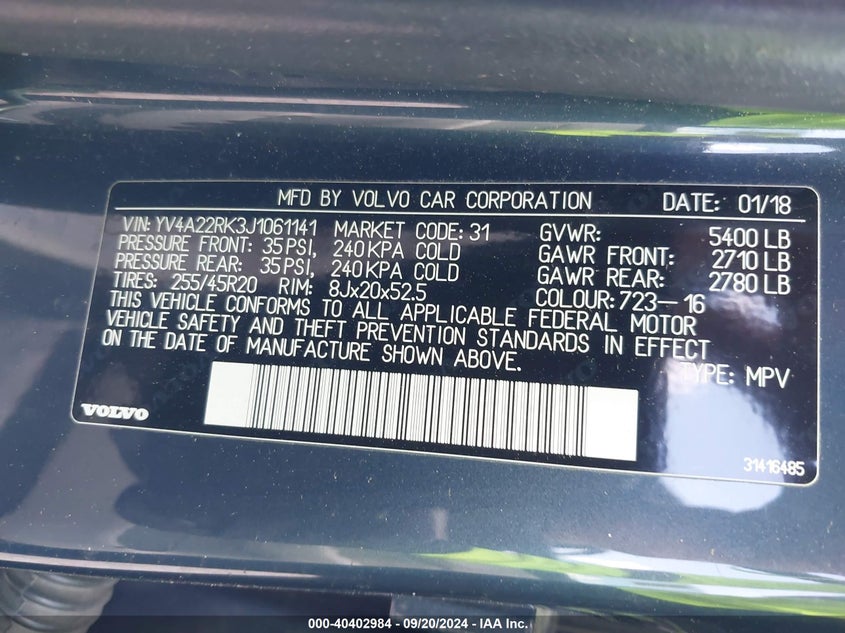 MFD BY VOLVO CAR CORPORATION DATE: 01/18
VIN: YV4A22RK3J1061141 MARKET CODE: 31 GVWR: 5400 LB
PRESSURE FRONT: 35 PSI, 240 KPA COLD GAWR FRONT: 2710 LB
PRESSURE REAR: 35 PSI, 240 KPA COLD GAWR REAR: 2780 LB
TIRES: 255/45R20 RIM: 8Jx20x52.5 COLOUR: 723-16
THIS VEHICLE CONFORMS TO ALL APPLICABLE FEDERAL MOTOR
VEHICLE SAFETY AND THEFT PREVENTION STANDARDS IN EFFECT
ON THE DATE OF MANUFACTURE SHOWN ABOVE.
TYPE: MPV
VOLVO
31416485
000-40402984 - 09/20/2024 - IAA Inc.